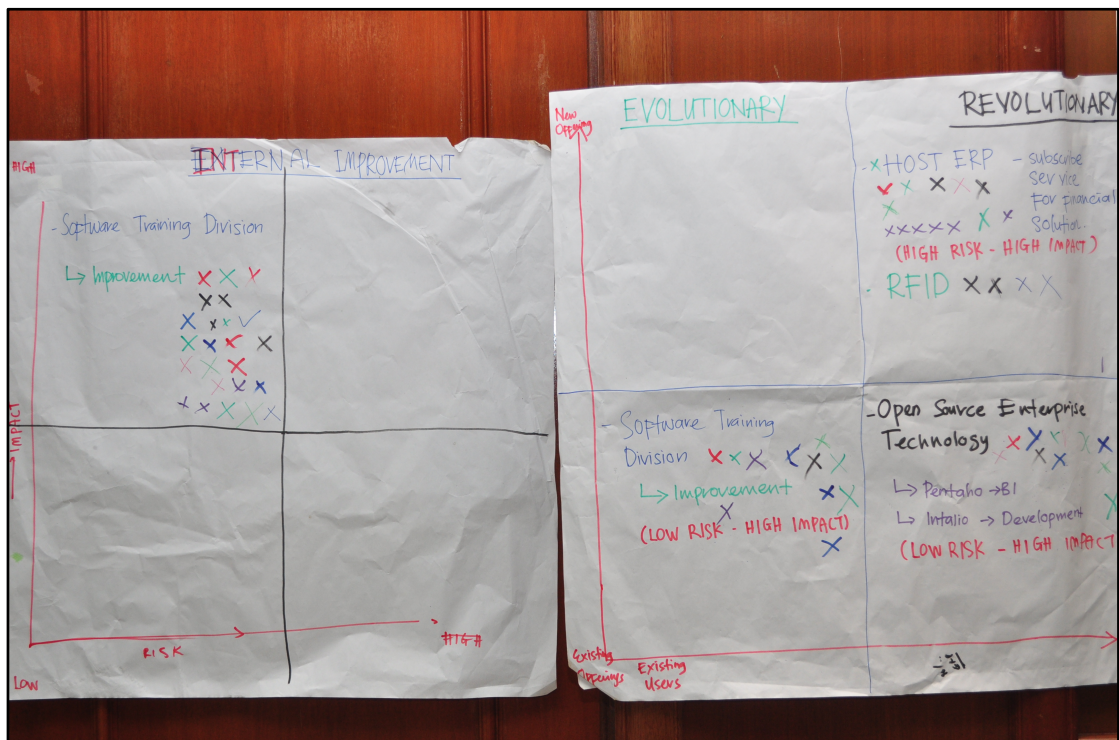 INTERNAL IMPROVEMENT
HIGH
- Software Training Division
↳ Improvement
→ IMPACT
RISK
HIGH
LOW
New
Offering
EVOLUTIONARY
REVOLUTIONARY
HOST ERP - subscribe
service
For financial
solution.
(HIGH RISK - HIGH IMPACT)
RFID
- Software Training
Division
↳ Improvement
(LOW RISK - HIGH IMPACT)
- Open Source Enterprise
Technology
↳ Pentaho → BI
↳ Intalio → Development
(LOW RISK - HIGH IMPACT
Existing
Offerings
Existing
Users